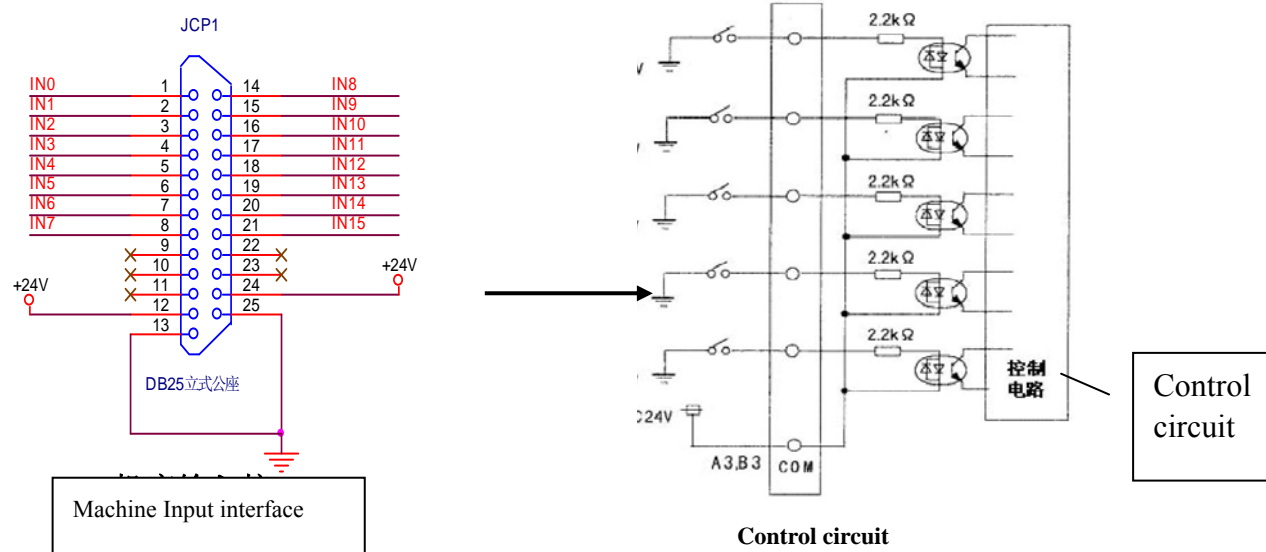 JCP1
IN0 1 14 IN8
IN1 2 15 IN9
IN2 3 16 IN10
IN3 4 17 IN11
IN4 5 18 IN12
IN5 6 19 IN13
IN6 7 20 IN14
IN7 8 21 IN15
9 22
10 23
+24V 11 24 +24V
12 25
13
DB25立式公座
Machine Input interface
2.2kΩ
2.2kΩ
2.2kΩ
2.2kΩ
2.2kΩ
控制
电路
C24V
A3,B3 COM
Control circuit
Control
circuit